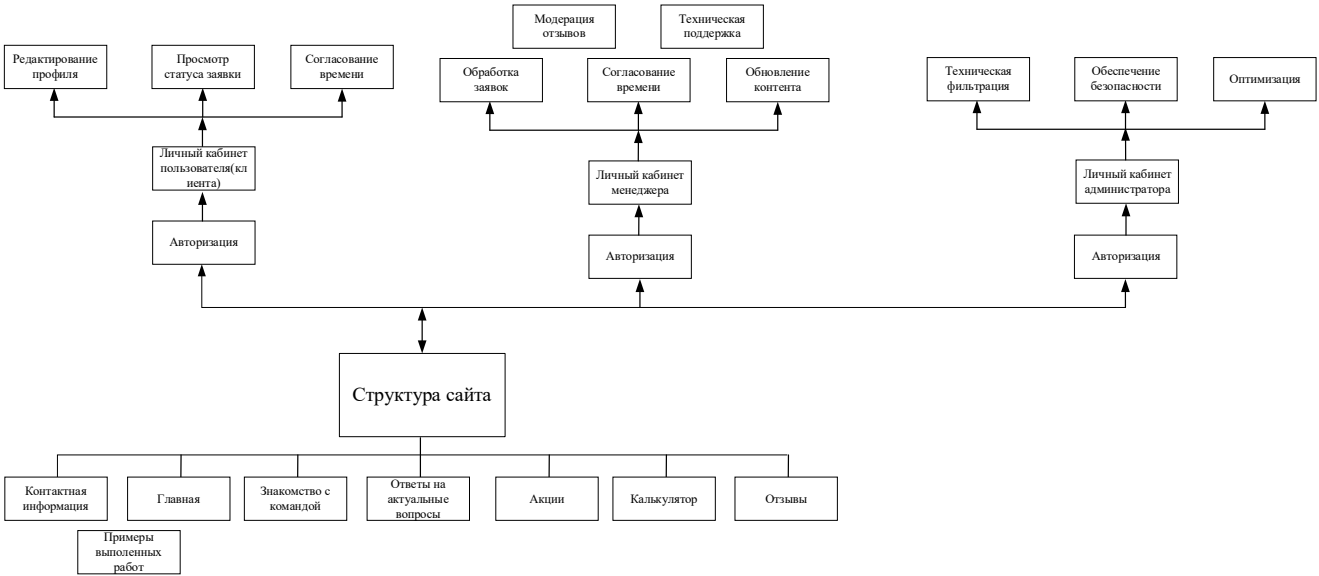 Модерация
отзывов
Техническая
поддержка
Редактирование
профиля
Просмотр
статуса заявки
Согласование
времени
Обработка
заявок
Согласование
времени
Обновление
контента
Техническая
фильтрация
Обеспечение
безопасности
Оптимизация
Личный кабинет
пользователя(кл
иента)
Личный кабинет
менеджера
Личный кабинет
администратора
Авторизация
Авторизация
Авторизация
Структура сайта
Контактная
информация
Главная
Знакомство с
командой
Ответы на
актуальные
вопросы
Акции
Калькулятор
Отзывы
Примеры
выполенных
работ